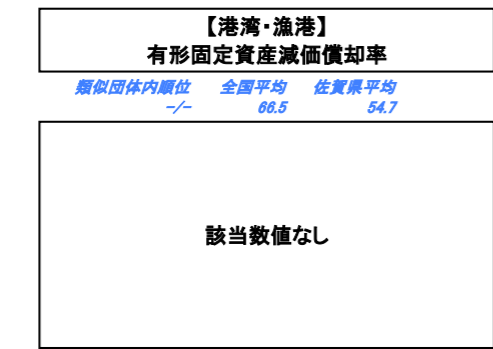 【港湾・漁港】
有形固定資産減価償却率
類似団体内順位 全国平均 佐賀県平均
-/- 66.5 54.7
該当数値なし